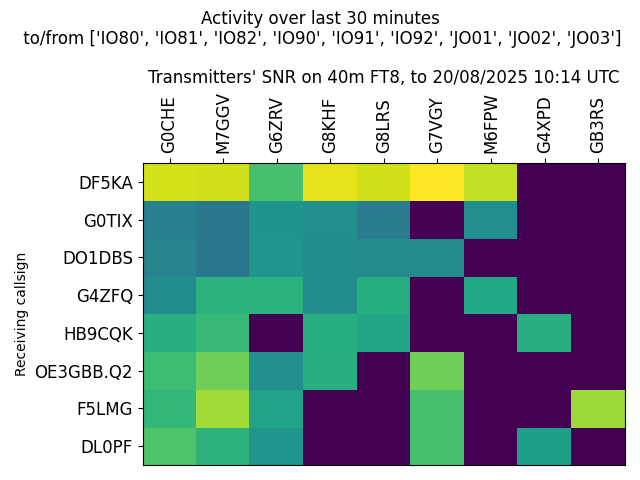 Activity over last 30 minutes
to/from ['IO80', 'IO81', 'IO82', 'IO90', 'IO91', 'IO92', 'JO01', 'JO02', 'JO03']
Transmitters' SNR on 40m FT8, to 20/08/2025 10:14 UTC
G0CHE
M7GGV
G6ZRV
G8KHF
G8LRS
G7VGY
M6FPW
G4XPD
GB3RS
Receiving callsign
DF5KA
G0TIX
DO1DBS
G4ZFQ
HB9CQK
OE3GBB.Q2
F5LMG
DL0PF